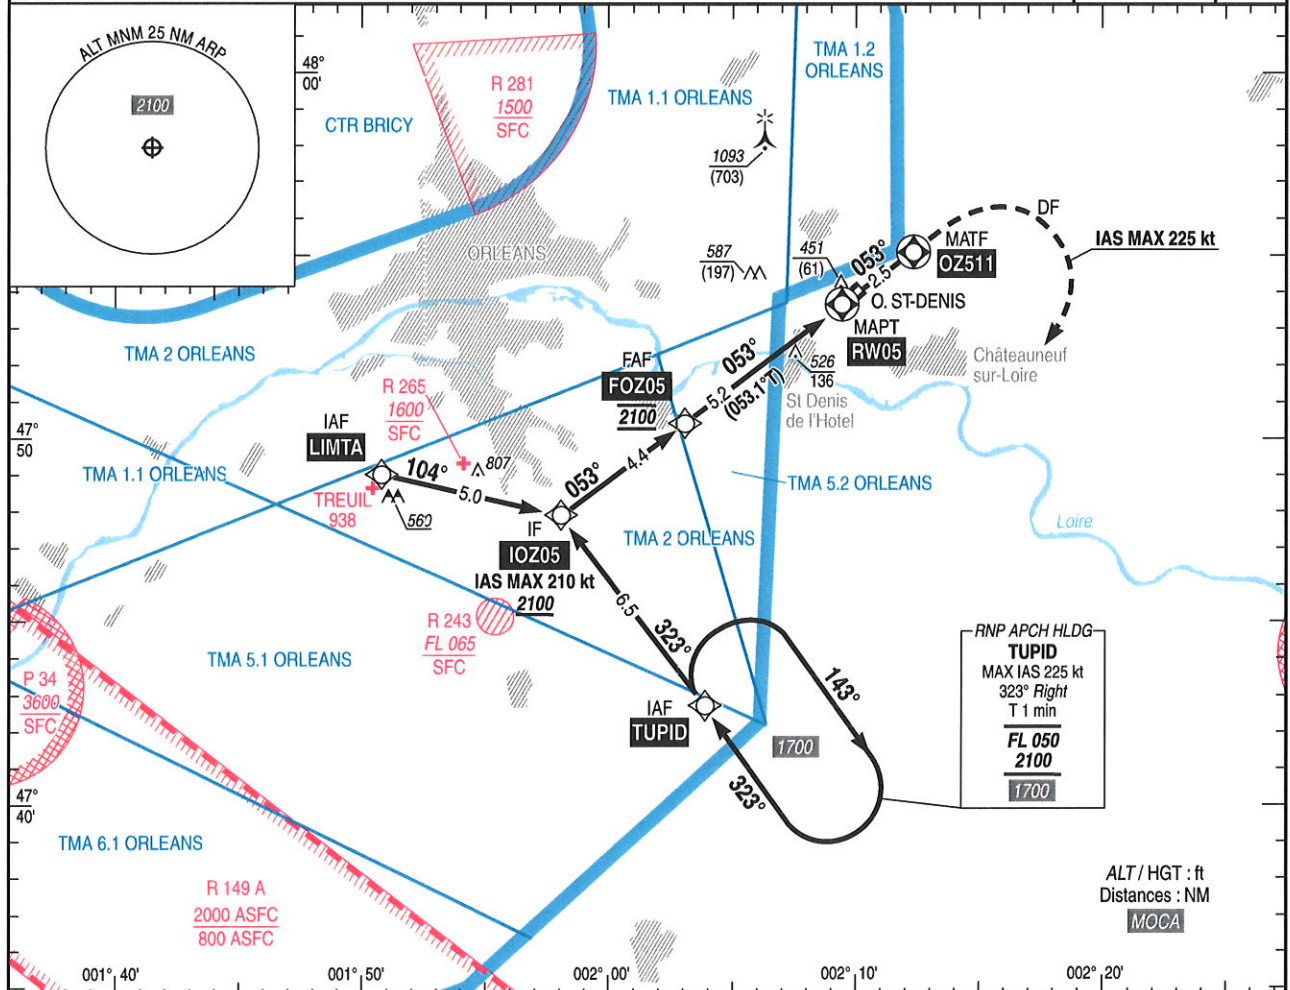 ALT MNM 25 NM ARP
2100
48°
00'
CTR BRICY
R 281
1500
SFC
TMA 1.1 ORLEANS
TMA 1.2
ORLEANS
1093
(703)
ORLEANS
587
(197)
451
(61)
053°
2.5
MATF
OZ511
DF
IAS MAX 225 kt
O. ST-DENIS
MAPT
RW05
Châteauneuf
sur-Loire
TMA 2 ORLEANS
FAF
FOZ05
2100
053°
5.2
(053.1°T)
526
136
St Denis
de l'Hotel
R 265
1600
SFC
47°
50
IAF
LIMTA
104°
5.0
807
TMA 1.1 ORLEANS
TREUIL
938
560
053°
4.4
TMA 5.2 ORLEANS
Loire
IF
IOZ05
IAS MAX 210 kt
2100
TMA 2 ORLEANS
R 243
FL 065
SFC
6.5
323°
TMA 5.1 ORLEANS
P 34
3600
SFC
143°
IAF
TUPID
1700
323°
RNP APCH HLDG
TUPID
MAX IAS 225 kt
323° Right
T 1 min
FL 050
2100
1700
47°
40'
TMA 6.1 ORLEANS
R 149 A
2000 ASFC
800 ASFC
ALT / HGT : ft
Distances : NM
MOCA
001° 40'
001° 50'
002° 00'
002° 10'
002° 20'